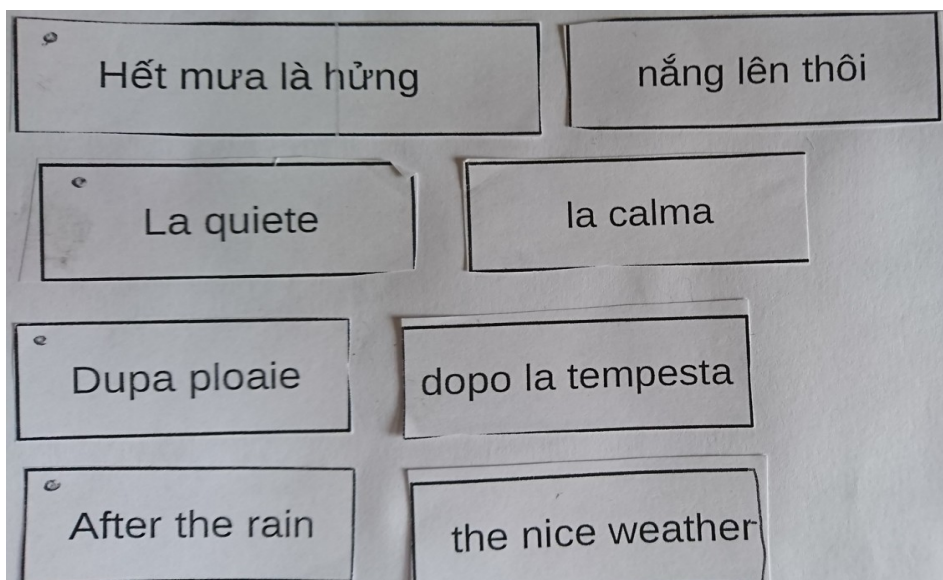 Hết mưa là hửng nắng lên thôi
La quiete la calma
Dupa ploaie dopo la tempesta
After the rain the nice weather